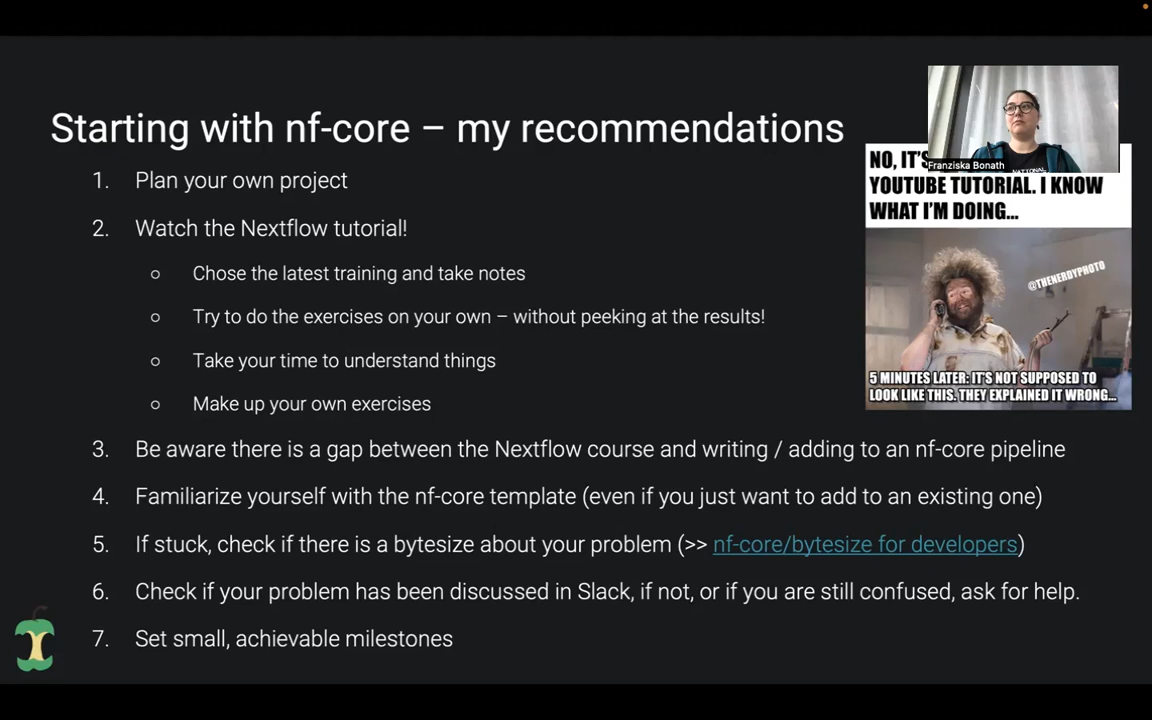 Starting with nf-core – my recommendations
1. Plan your own project
2. Watch the Nextflow tutorial!
○ Chose the latest training and take notes
○ Try to do the exercises on your own – without peeking at the results!
○ Take your time to understand things
○ Make up your own exercises
3. Be aware there is a gap between the Nextflow course and writing / adding to an nf-core pipeline
4. Familiarize yourself with the nf-core template (even if you just want to add to an existing one)
5. If stuck, check if there is a bytesize about your problem (>> nf-core/bytesize for developers)
6. Check if your problem has been discussed in Slack, if not, or if you are still confused, ask for help.
7. Set small, achievable milestones
NATIONAL
Franziska Bonath
NO, IT'S
YOUTUBE TUTORIAL. I KNOW
WHAT I'M DOING...
@THENERDYPHOTO
5 MINUTES LATER: IT'S NOT SUPPOSED TO
LOOK LIKE THIS. THEY EXPLAINED IT WRONG...